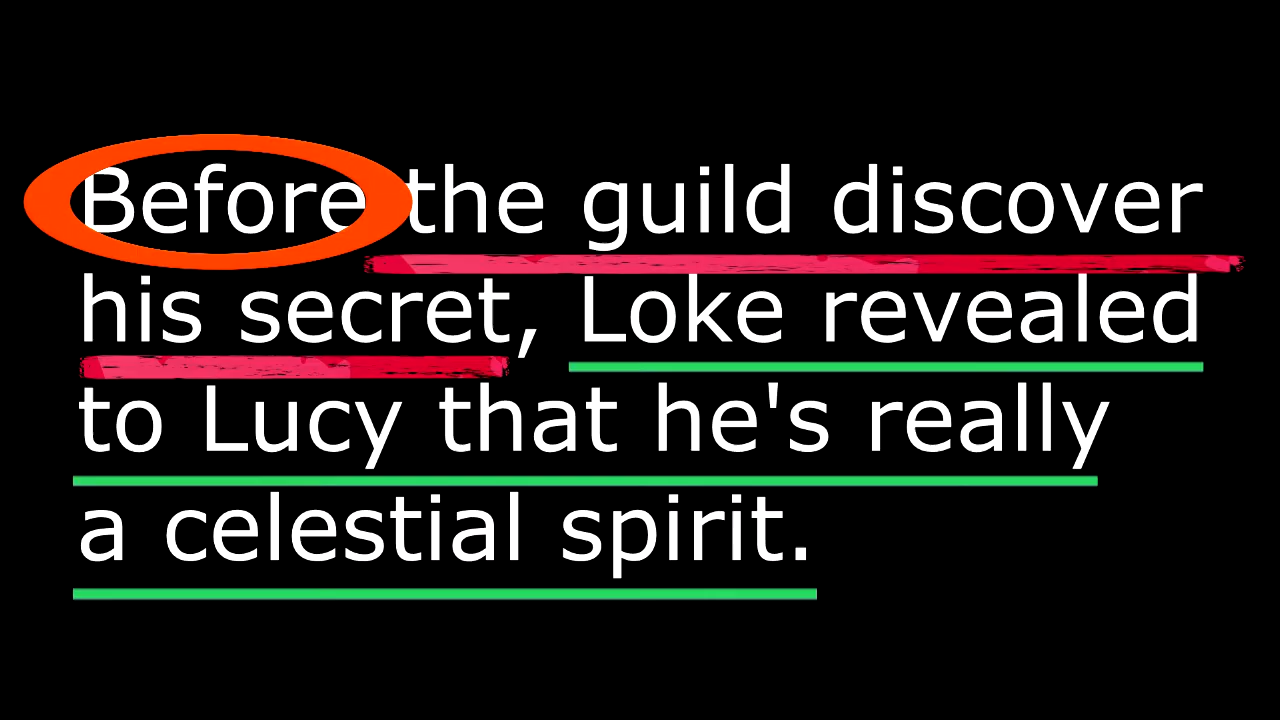 Before the guild discover
his secret, Loke revealed
to Lucy that he's really
a celestial spirit.